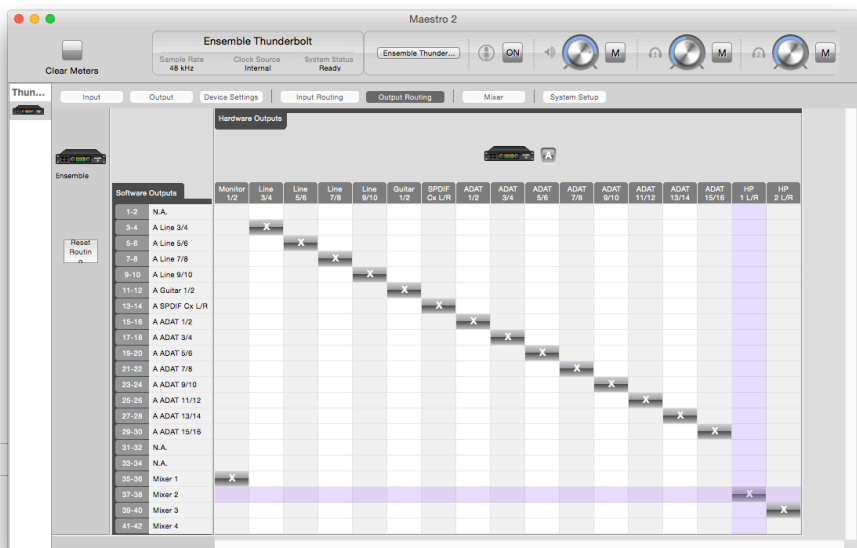 Maestro 2
Clear Meters
Ensemble Thunderbolt
Sample Rate Clock Source System Status
48 kHz Internal Ready
Ensemble Thunder...
ON
M
1
M
2
M
Thun...
Input Output Device Settings Input Routing Output Routing Mixer System Setup
Hardware Outputs
A
Ensemble
Software Outputs
Monitor 1/2
Line 3/4
Line 5/6
Line 7/8
Line 9/10
Guitar 1/2
SPDIF Cx L/R
ADAT 1/2
ADAT 3/4
ADAT 5/6
ADAT 7/8
ADAT 9/10
ADAT 11/12
ADAT 13/14
ADAT 15/16
HP 1 L/R
HP 2 L/R
Reset
Routin
g
1-2 N.A.
3-4 A Line 3/4 X
5-6 A Line 5/6 X
7-8 A Line 7/8 X
9-10 A Line 9/10 X
11-12 A Guitar 1/2 X
13-14 A SPDIF Cx L/R X
15-16 A ADAT 1/2 X
17-18 A ADAT 3/4 X
19-20 A ADAT 5/6 X
21-22 A ADAT 7/8 X
23-24 A ADAT 9/10 X
25-26 A ADAT 11/12 X
27-28 A ADAT 13/14 X
29-30 A ADAT 15/16 X
31-32 N.A.
33-34 N.A.
35-36 Mixer 1 X
37-38 Mixer 2 X
39-40 Mixer 3 X
41-42 Mixer 4